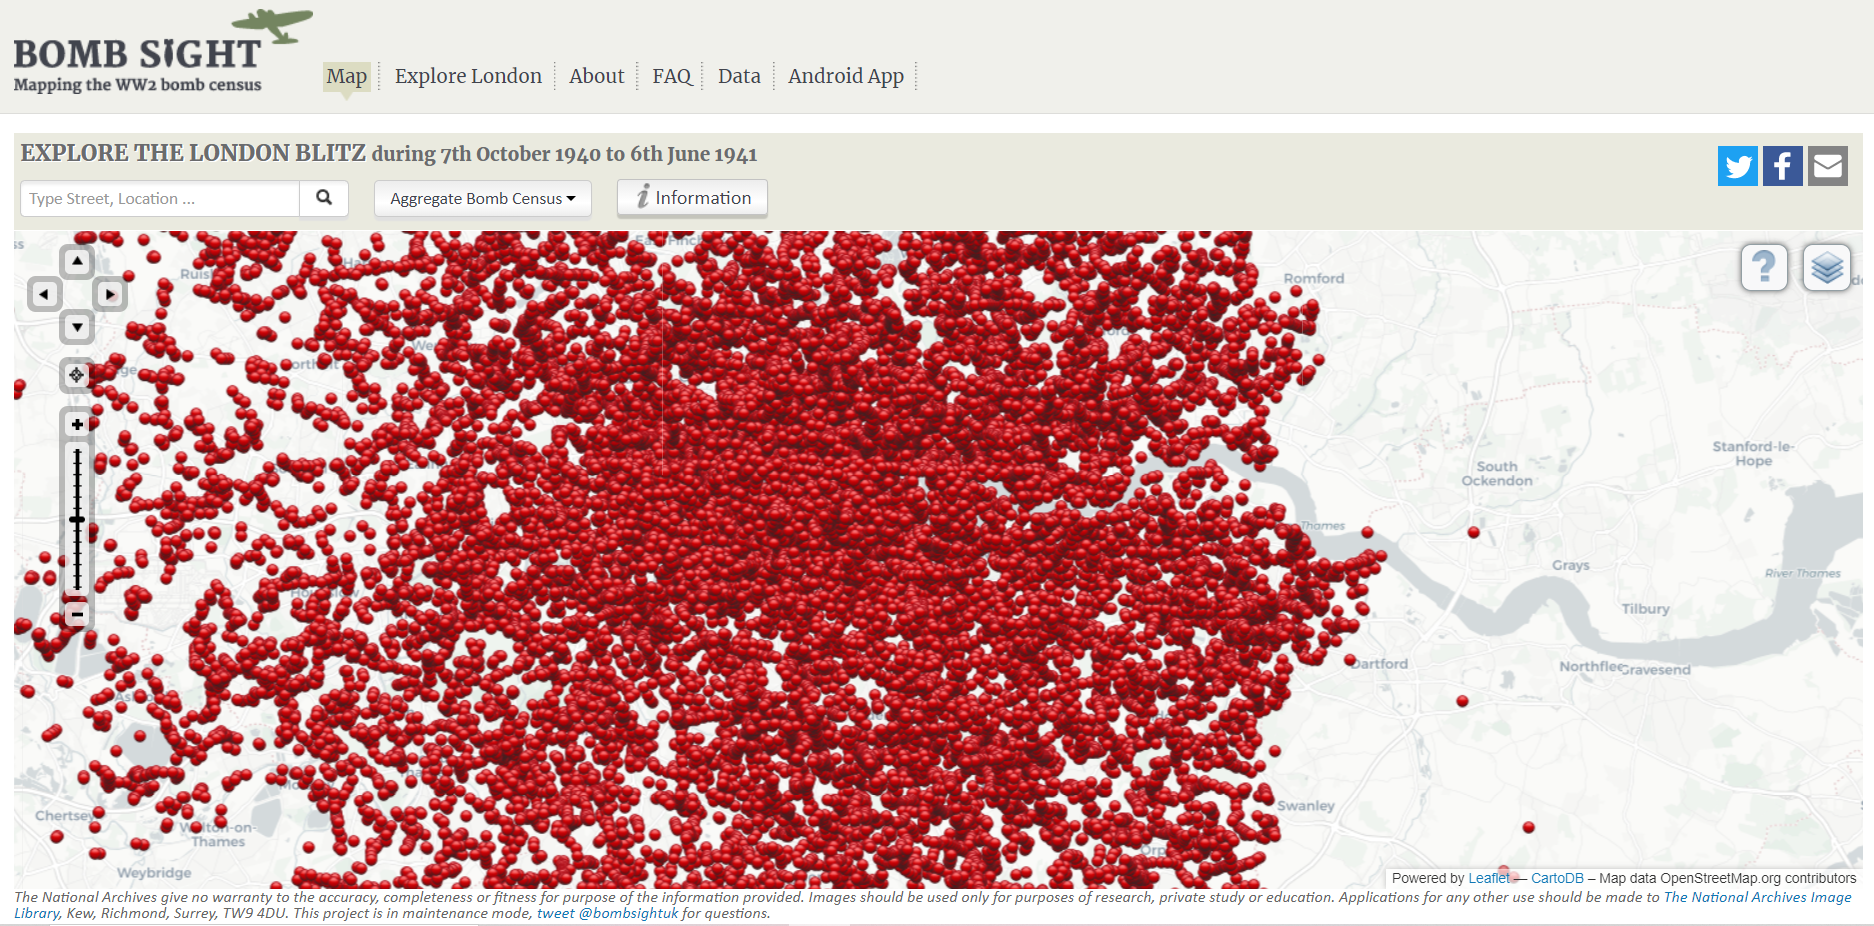 BOMB SIGHT
Mapping the WW2 bomb census
Map
Explore London
About
FAQ
Data
Android App
EXPLORE THE LONDON BLITZ during 7th October 1940 to 6th June 1941
Type Street, Location ...
Aggregate Bomb Census
i Information
?
Romford
Stanford-le-
Hope
South
Ockendon
Thames
Grays
River Thames
Tilbury
Dartford
Northflee
Gravesend
Swanley
Chertsey
Walton-on-
Thames
Weybridge
Powered by Leaflet — CartoDB – Map data OpenStreetMap.org contributors
The National Archives give no warranty to the accuracy, completeness or fitness for purpose of the information provided. Images should be used only for purposes of research, private study or education. Applications for any other use should be made to The National Archives Image
Library, Kew, Richmond, Surrey, TW9 4DU. This project is in maintenance mode, tweet @bombsightuk for questions.